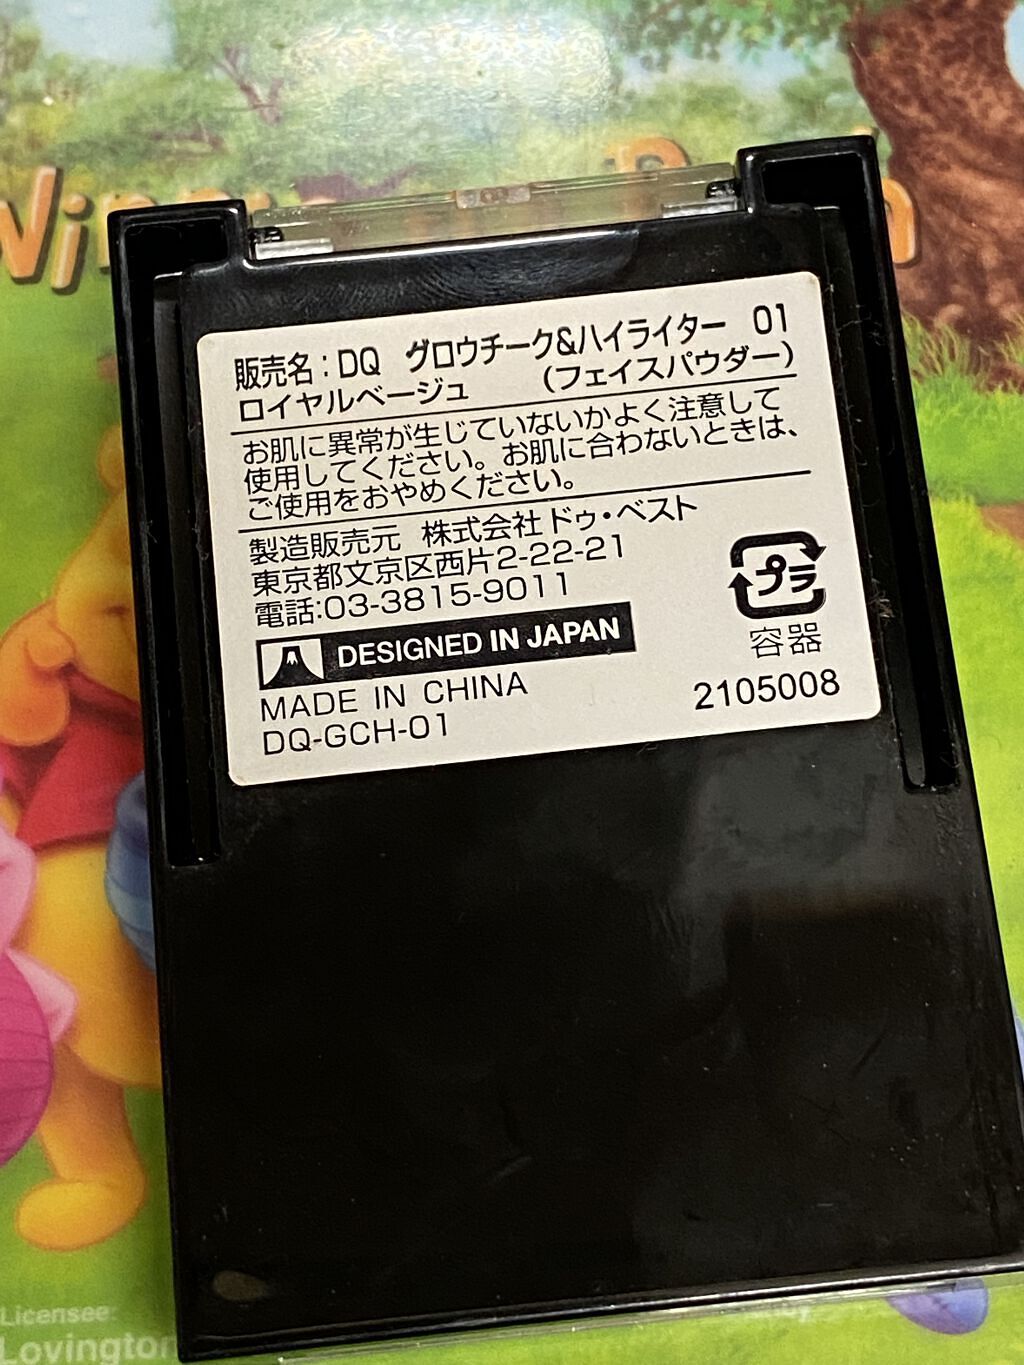 販売名：DQ グロウチーク&ハイライター 01
ロイヤルベージュ （フェイスパウダー）
お肌に異常が生じていないかよく注意して
使用してください。お肌に合わないときは、
ご使用をおやめください。
製造販売元 株式会社ドゥ・ベスト
東京都文京区西片2-22-21
電話:03-3815-9011
プラ
容器
DESIGNED IN JAPAN
MADE IN CHINA
2105008
DQ-GCH-01
Licensee:
Lovington